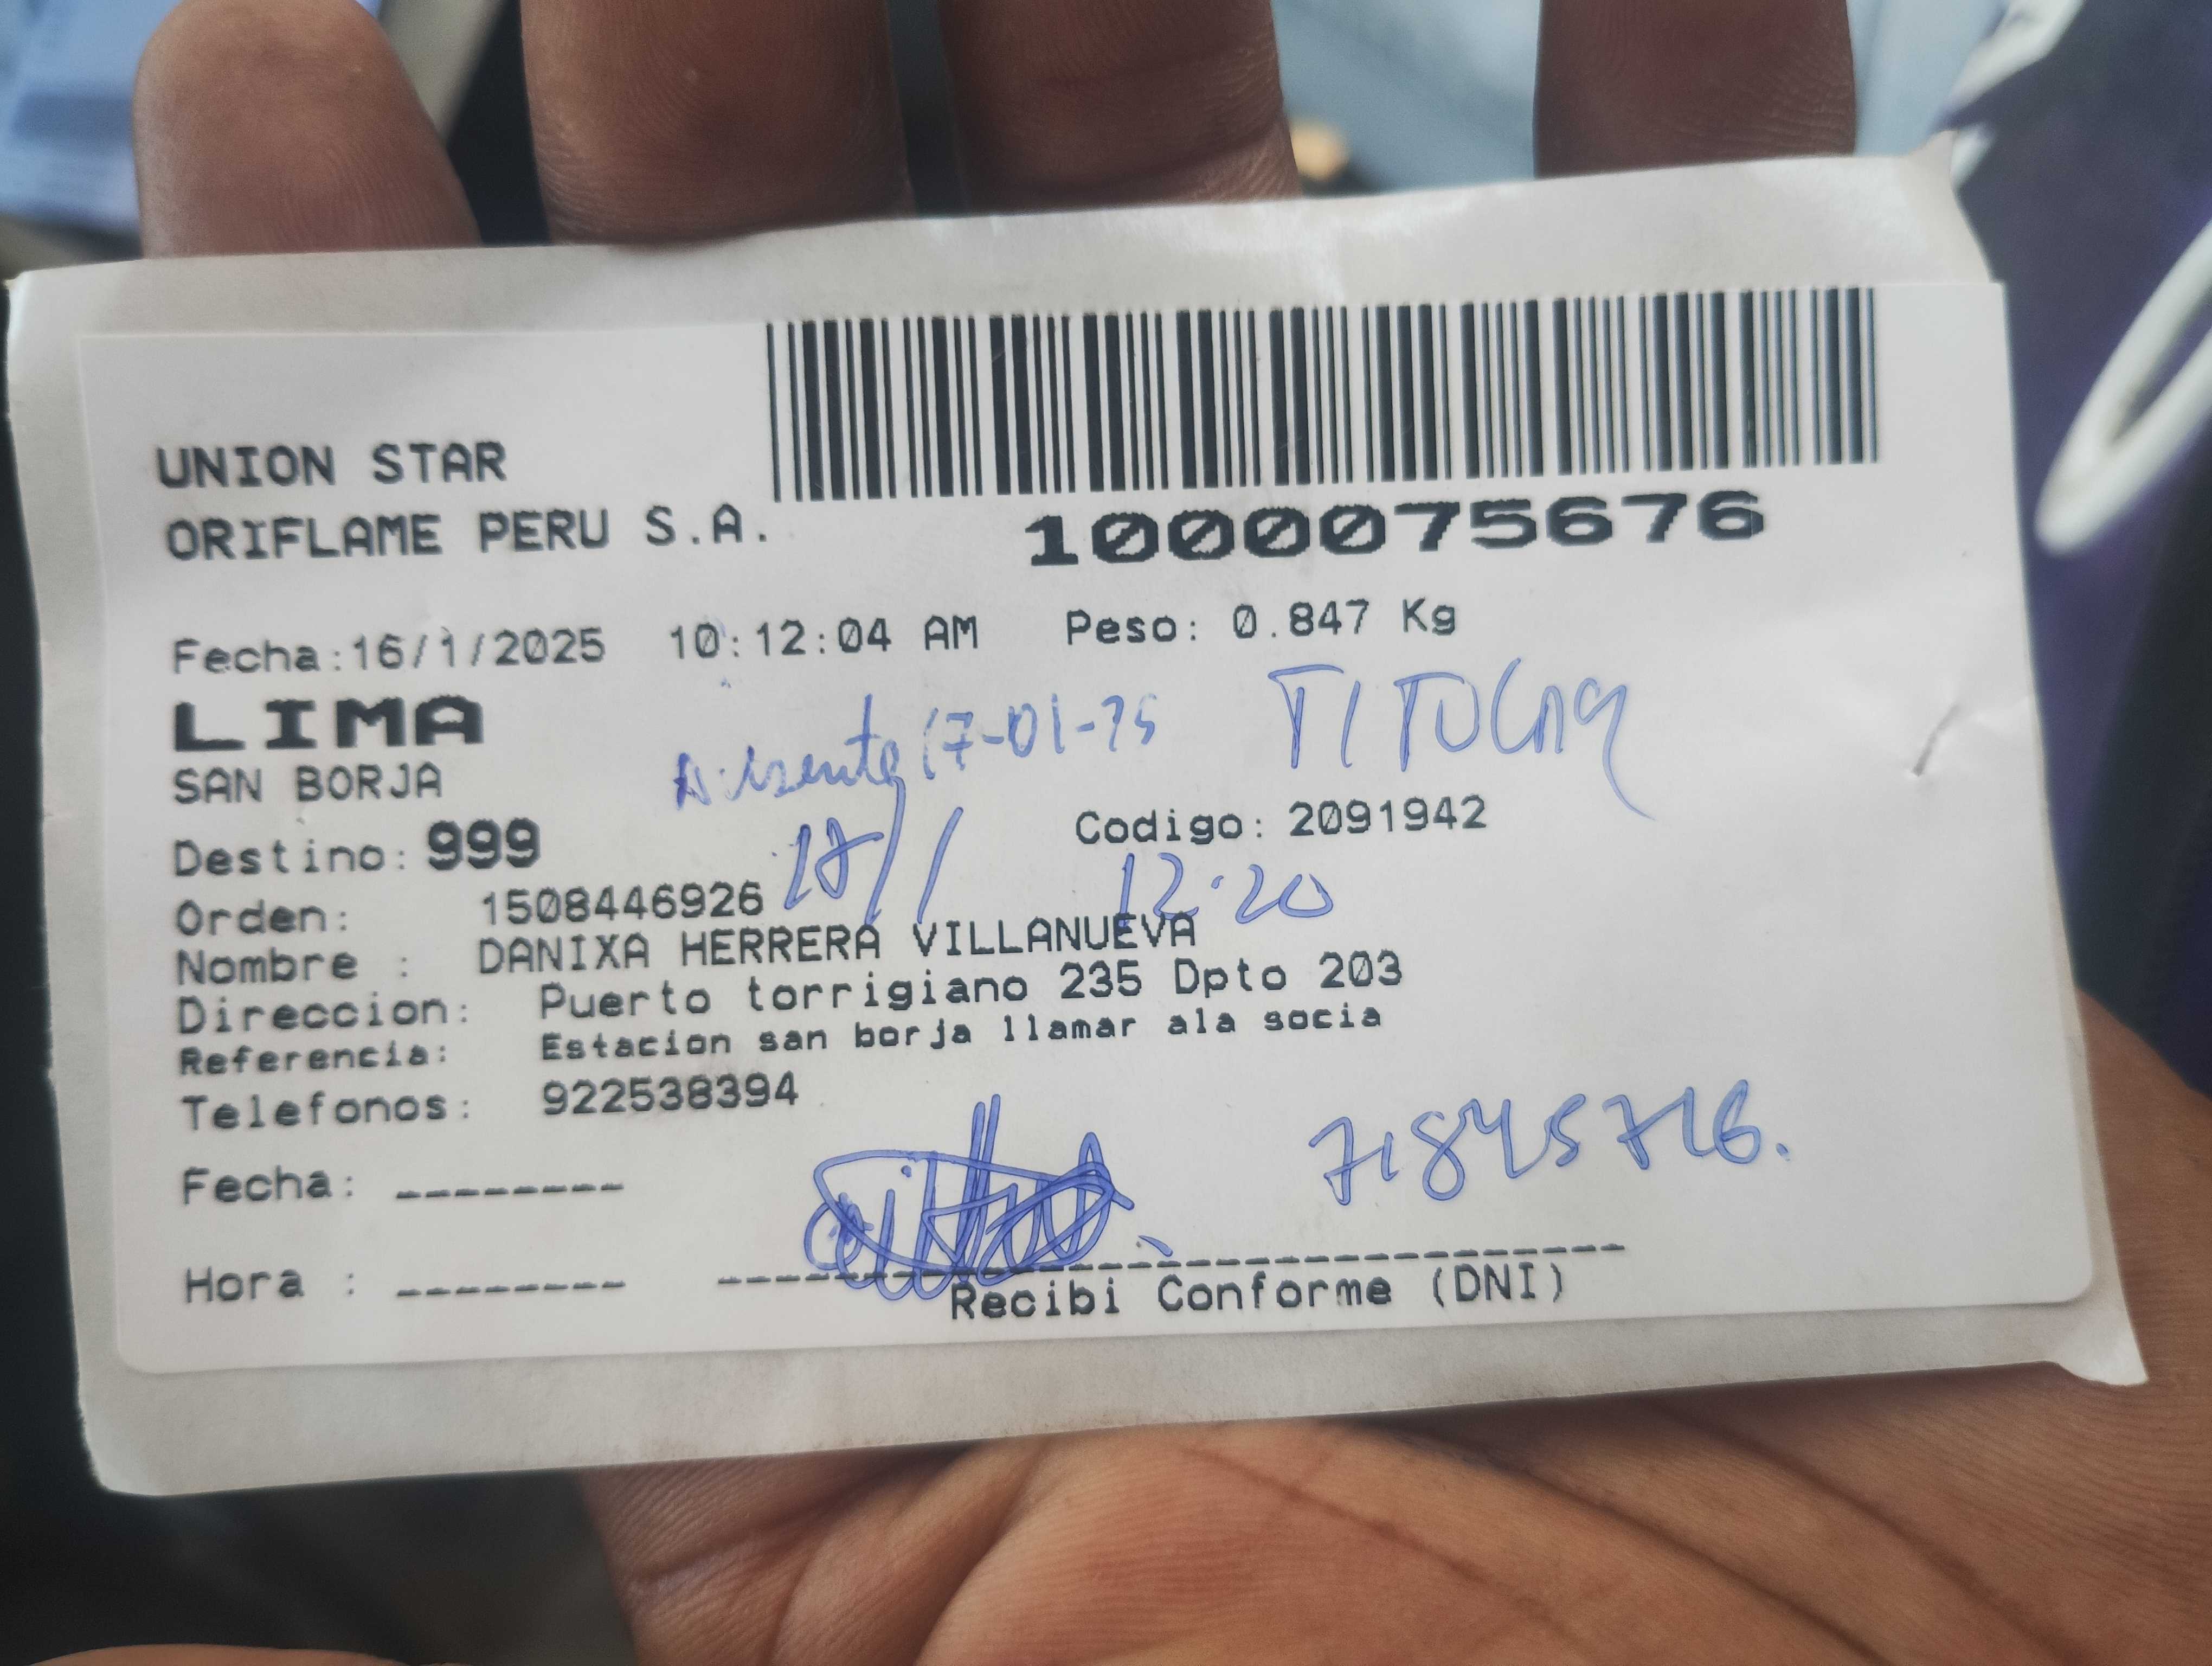 UNION STAR
ORIFLAME PERU S.A.
1000075676
Fecha:16/1/2025 10:12:04 AM Peso: 0.847 Kg
LIMA
Ausente 17-01-25 TITULAR
SAN BORJA
Codigo: 2091942
Destino: 999
12:20
Orden: 1508446926
Nombre : DANIXA HERRERA VILLANUEVA
Direccion: Puerto torrigiano 235 Dpto 203
Referencia: Estacion san borja llamar ala socia
Telefonos: 922538394
71845716.
Fecha: --------
Hora : --------
Recibi Conforme (DNI)